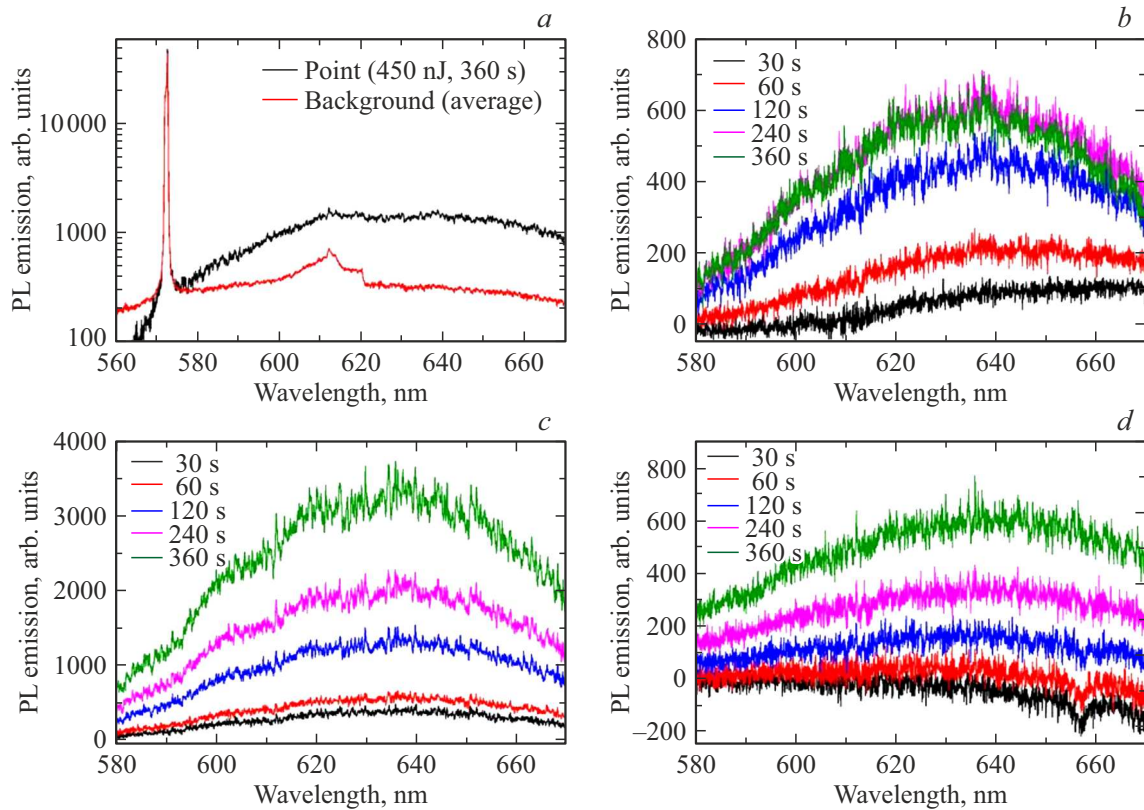 a
PL emission, arb. units
10 000
1000
100
Point (450 nJ, 360 s)
Background (average)
560 580 600 620 640 660
Wavelength, nm
b
PL emission, arb. units
800
600
400
200
0
30 s
60 s
120 s
240 s
360 s
580 600 620 640 660
Wavelength, nm
c
PL emission, arb. units
4000
3000
2000
1000
0
30 s
60 s
120 s
240 s
360 s
580 600 620 640 660
Wavelength, nm
d
PL emission, arb. units
800
600
400
200
0
–200
30 s
60 s
120 s
240 s
360 s
580 600 620 640 660
Wavelength, nm